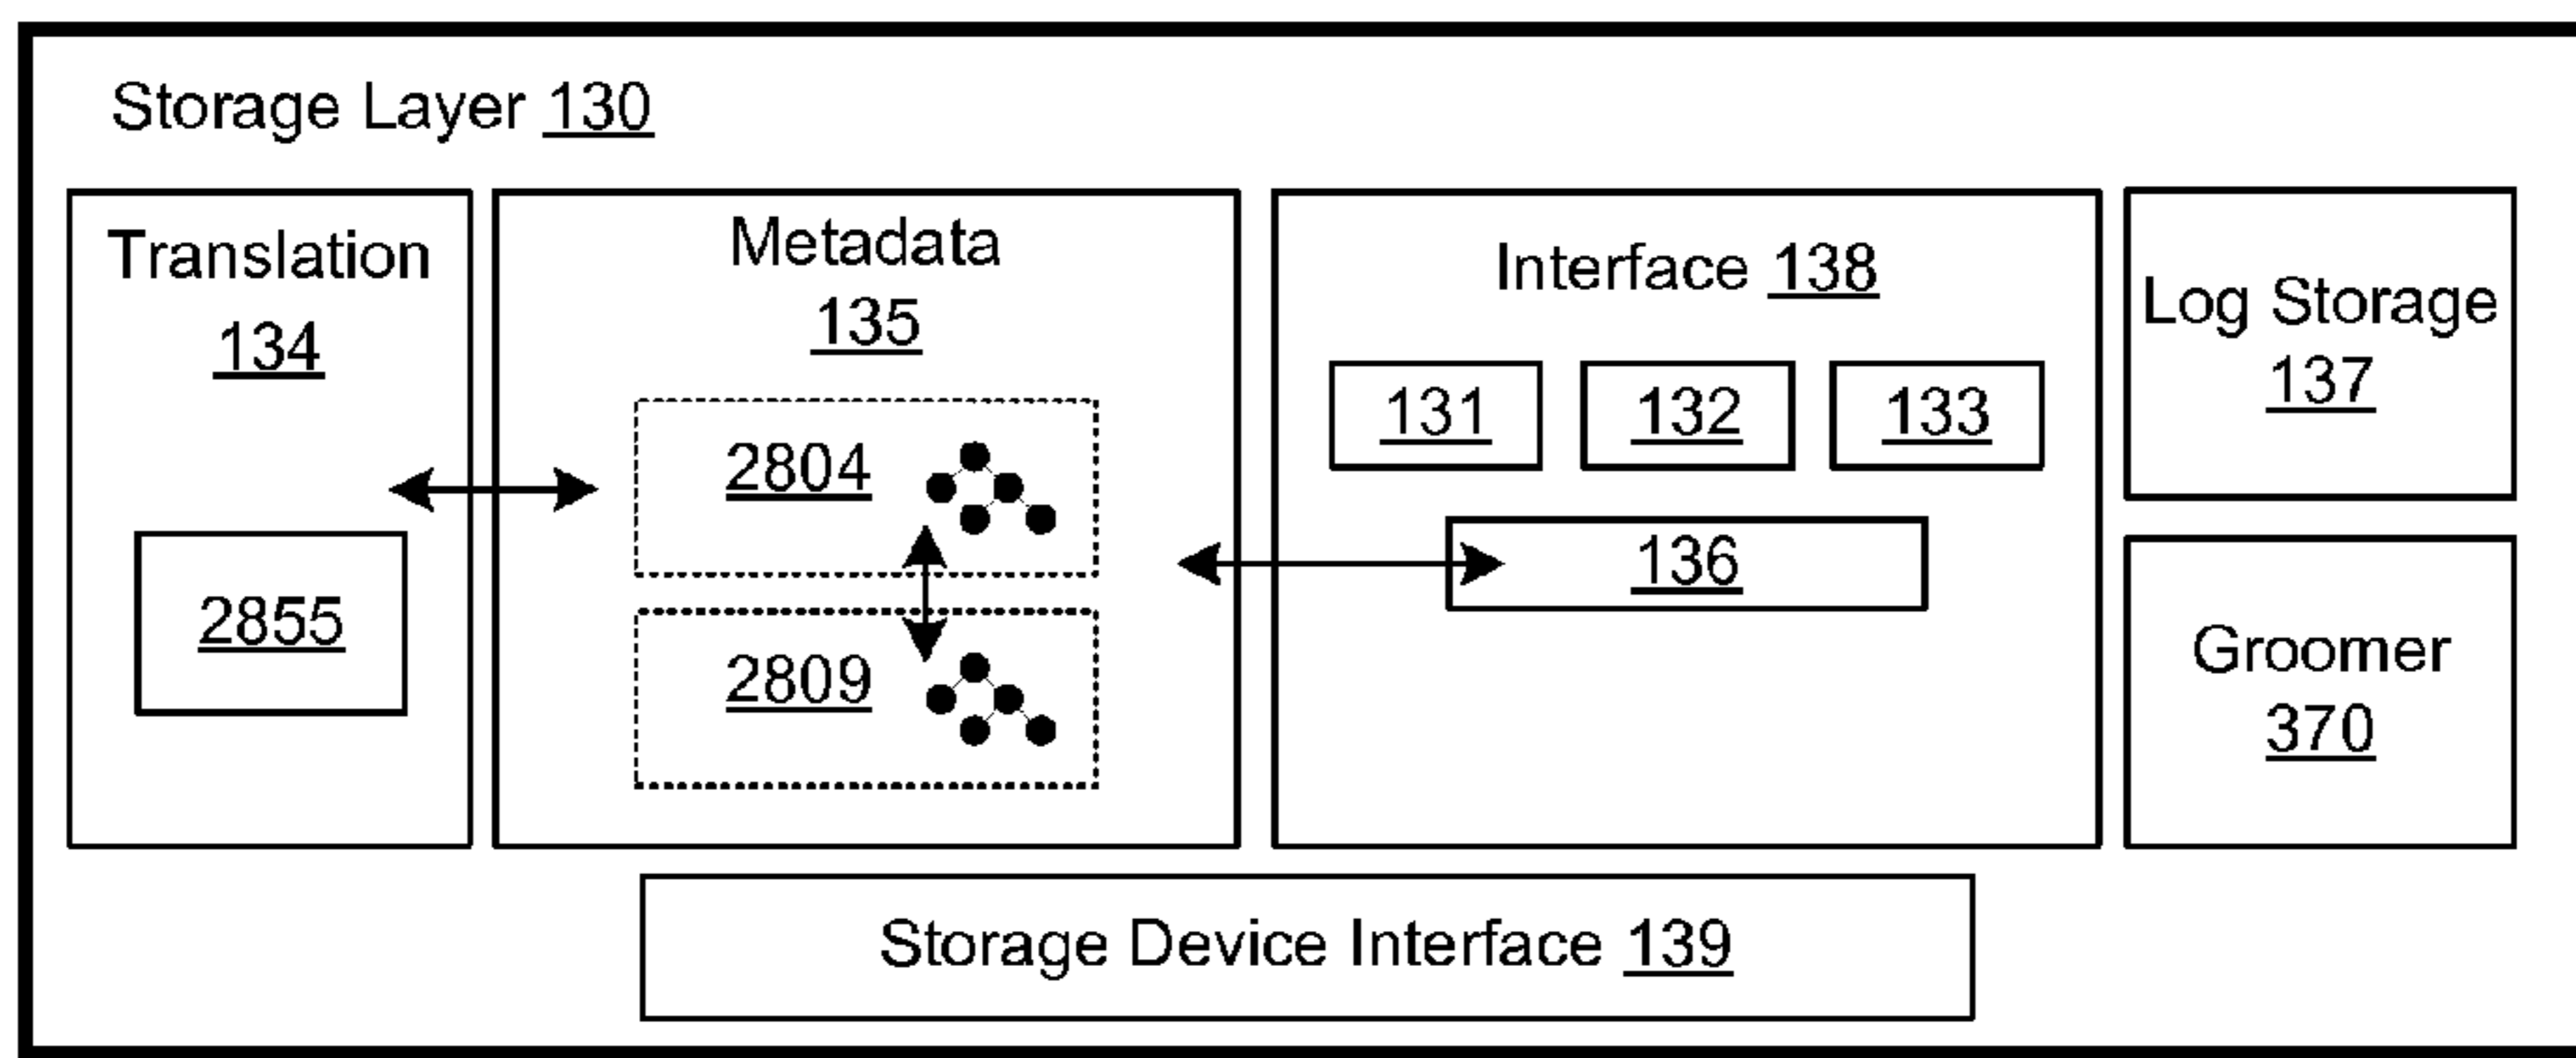 Storage Layer 130
Translation
134
2855
Metadata
135
2804
2809
Interface 138
131 132 133
136
Log Storage
137
Groomer
370
Storage Device Interface 139